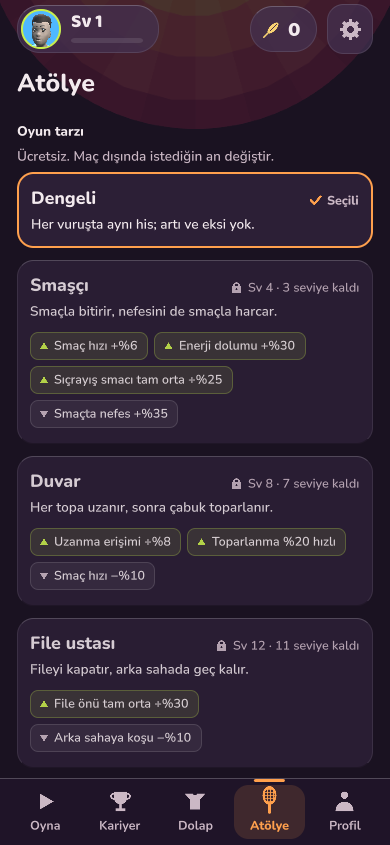 Sv 1
0
Atölye
Oyun tarzı
Ücretsiz. Maç dışında istediğin an değiştir.
Dengeli
Seçili
Her vuruşta aynı his; artı ve eksi yok.
Smaşçı
Sv 4 · 3 seviye kaldı
Smaçla bitirir, nefesini de smaçla harcar.
Smaç hızı +%6
Enerji dolumu +%30
Sıçrayış smacı tam orta +%25
Smaçta nefes +%35
Duvar
Sv 8 · 7 seviye kaldı
Her topa uzanır, sonra çabuk toparlanır.
Uzanma erişimi +%8
Toparlanma %20 hızlı
Smaç hızı −%10
File ustası
Sv 12 · 11 seviye kaldı
Fileyi kapatır, arka sahada geç kalır.
File önü tam orta +%30
Arka sahaya koşu −%10
Oyna
Kariyer
Dolap
Atölye
Profil